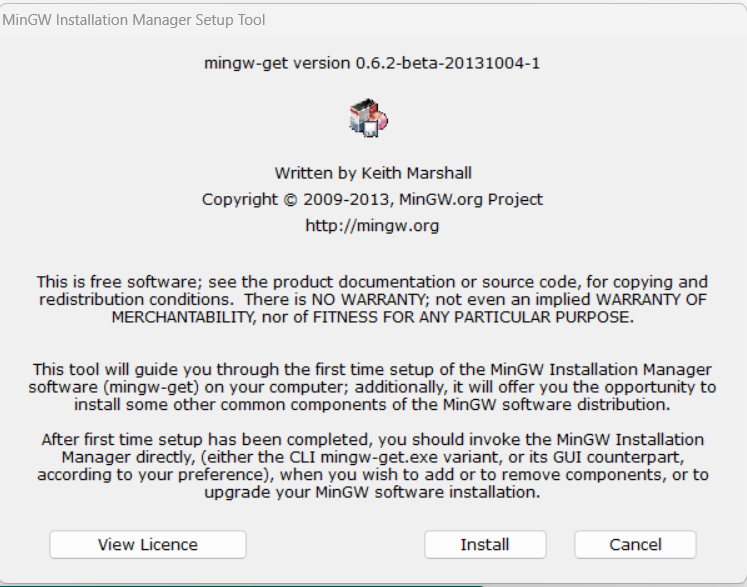 MinGW Installation Manager Setup Tool
mingw-get version 0.6.2-beta-20131004-1
Written by Keith Marshall
Copyright © 2009-2013, MinGW.org Project
http://mingw.org
This is free software; see the product documentation or source code, for copying and
redistribution conditions.  There is NO WARRANTY; not even an implied WARRANTY OF
MERCHANTABILITY, nor of FITNESS FOR ANY PARTICULAR PURPOSE.
This tool will guide you through the first time setup of the MinGW Installation Manager
software (mingw-get) on your computer; additionally, it will offer you the opportunity to
install some other common components of the MinGW software distribution.
After first time setup has been completed, you should invoke the MinGW Installation
Manager directly, (either the CLI mingw-get.exe variant, or its GUI counterpart,
according to your preference), when you wish to add or to remove components, or to
upgrade your MinGW software installation.
View Licence
Install
Cancel